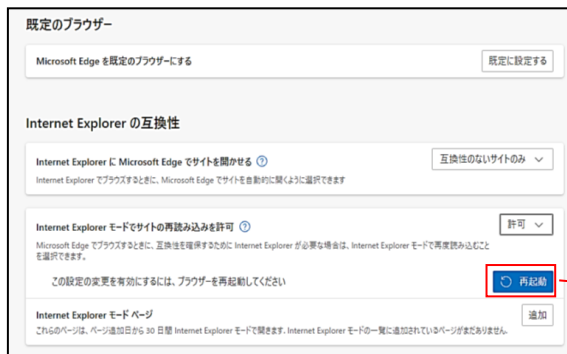 既定のブラウザー
Microsoft Edge を既定のブラウザーにする
既定に設定する
Internet Explorer の互換性
Internet Explorer に Microsoft Edge でサイトを開かせる
互換性のないサイトのみ
Internet Explorer でブラウズするときに、Microsoft Edge でサイトを自動的に開くように選択できます
Internet Explorer モードでサイトの再読み込みを許可
許可
Microsoft Edge でブラウズするときに、互換性を確保するために Internet Explorer が必要な場合は、Internet Explorer モードで再度読み込むこと
を選択できます。
この設定の変更を有効にするには、ブラウザーを再起動してください
再起動
Internet Explorer モード ページ
追加
これらのページは、ページ追加日から 30 日間 Internet Explorer モードで開きます. Internet Explorer モードの一覧に追加されているページがまだありません.